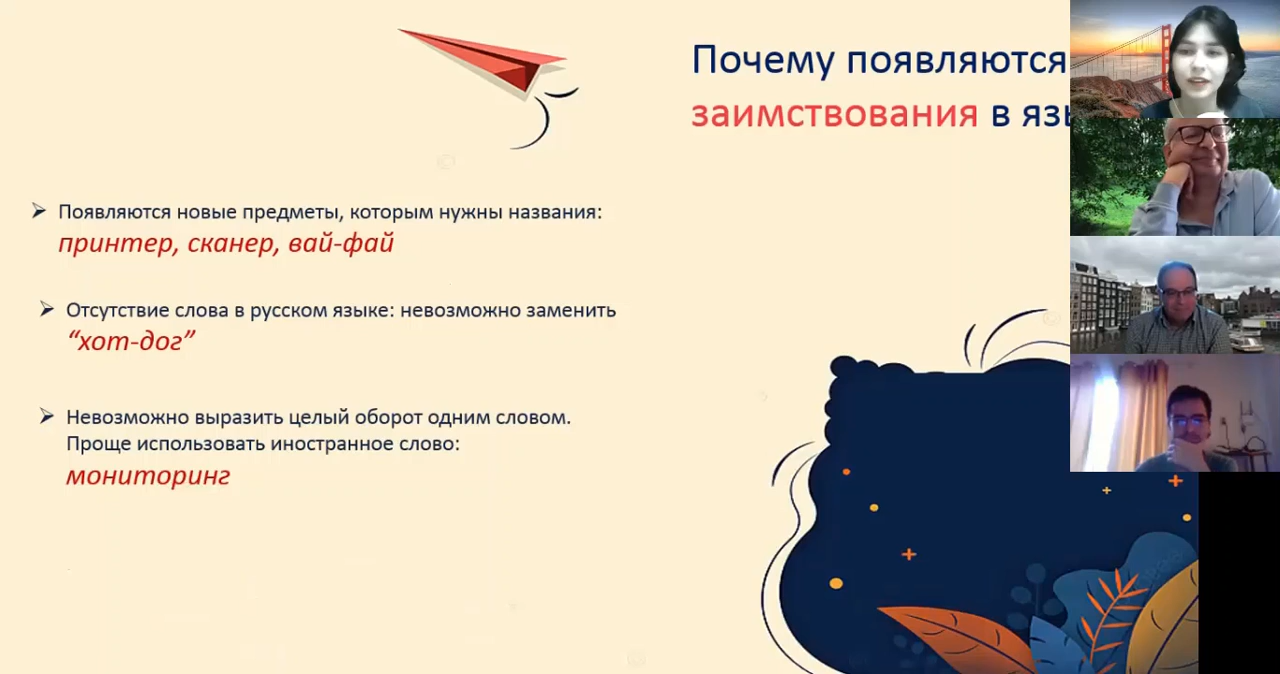 Почему появляются
заимствования в
Появляются новые предметы, которым нужны названия:
принтер, сканер, вай-фай
Отсутствие слова в русском языке: невозможно заменить
“хот-дог”
Невозможно выразить целый оборот одним словом.
Проще использовать иностранное слово:
мониторинг